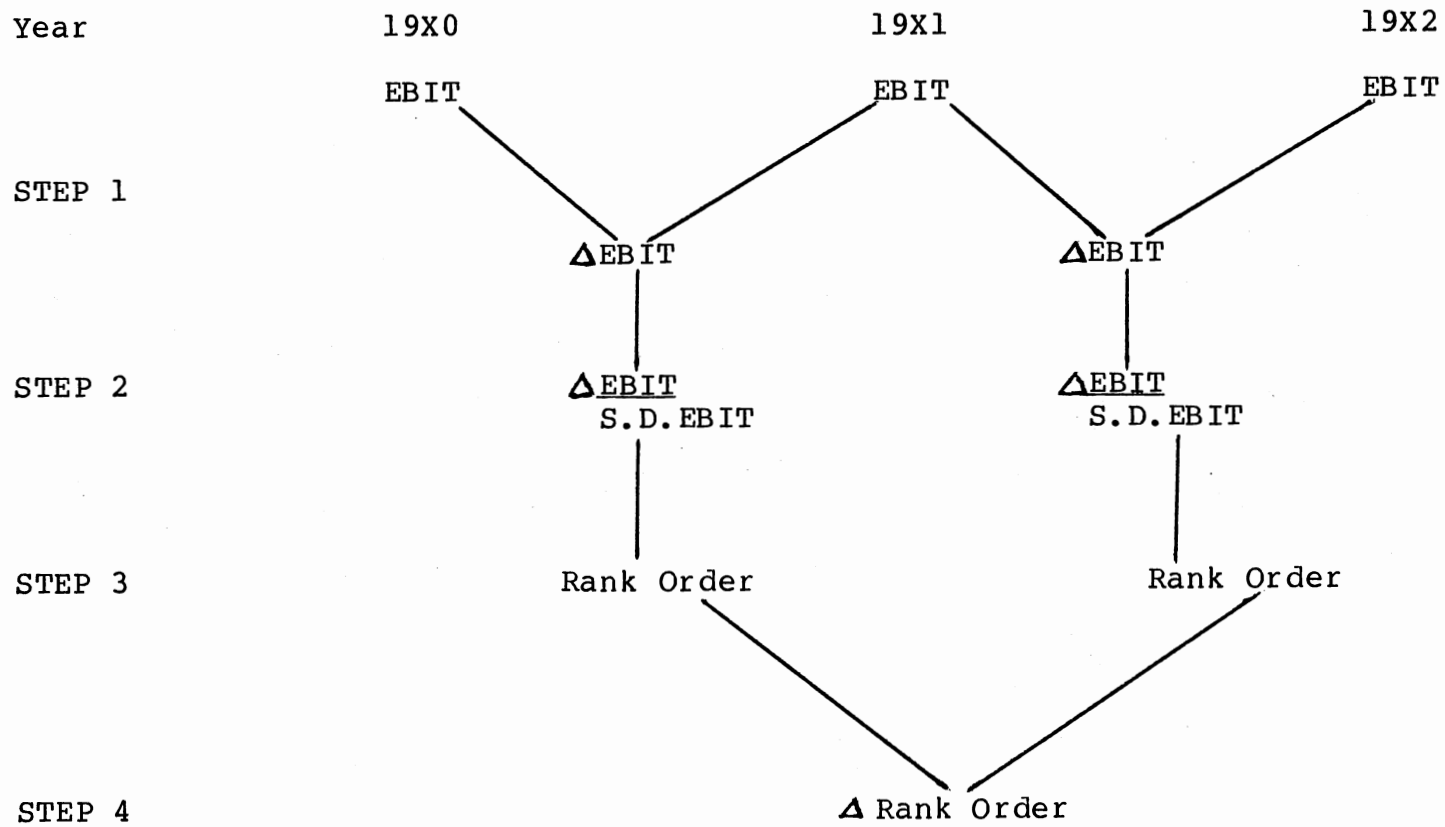 Year 19X0 19X1 19X2
EBIT EBIT EBIT
STEP 1
ΔEBIT ΔEBIT
STEP 2 ΔEBIT ΔEBIT
S.D.EBIT S.D.EBIT
STEP 3 Rank Order Rank Order
STEP 4 Δ Rank Order